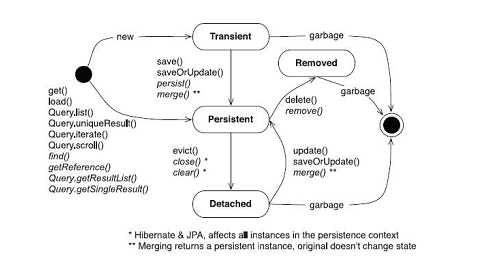 new
Transient
garbage
save()
saveOrUpdate()
persist()
merge() **
Removed
garbage
get()
load()
Query.list()
Query.uniqueResult()
Query.iterate()
Query.scroll()
find()
getReference()
Query.getResultList()
Query.getSingleResult()
Persistent
delete()
remove()
evict()
close() *
clear() *
update()
saveOrUpdate()
merge() **
Detached
garbage
* Hibernate & JPA, affects all instances in the persistence context
** Merging returns a persistent instance, original doesn't change state